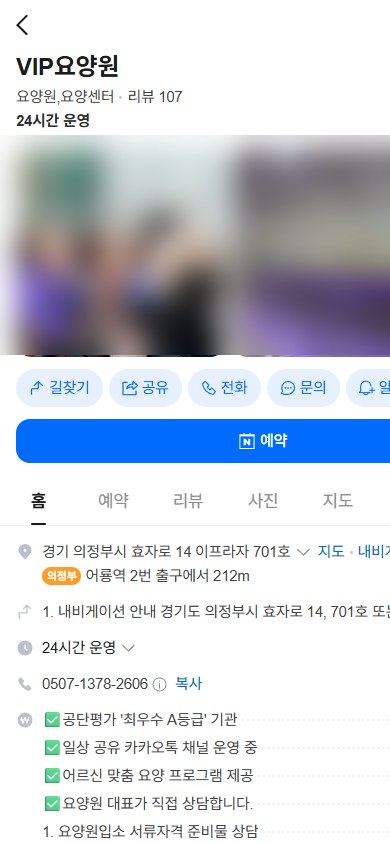 VIP요양원
요양원,요양센터 · 리뷰 107
24시간 운영
길찾기 공유 전화 문의
예약
홈 예약 리뷰 사진 지도
경기 의정부시 효자로 14 이프라자 701호 지도 · 내비게
의정부 어룡역 2번 출구에서 212m
1. 내비게이션 안내 경기도 의정부시 효자로 14, 701호 또는
24시간 운영
0507-1378-2606 복사
✅공단평가 '최우수 A등급' 기관
✅일상 공유 카카오톡 채널 운영 중
✅어르신 맞춤 요양 프로그램 제공
✅요양원 대표가 직접 상담합니다.
1. 요양원입소 서류자격 준비물 상담